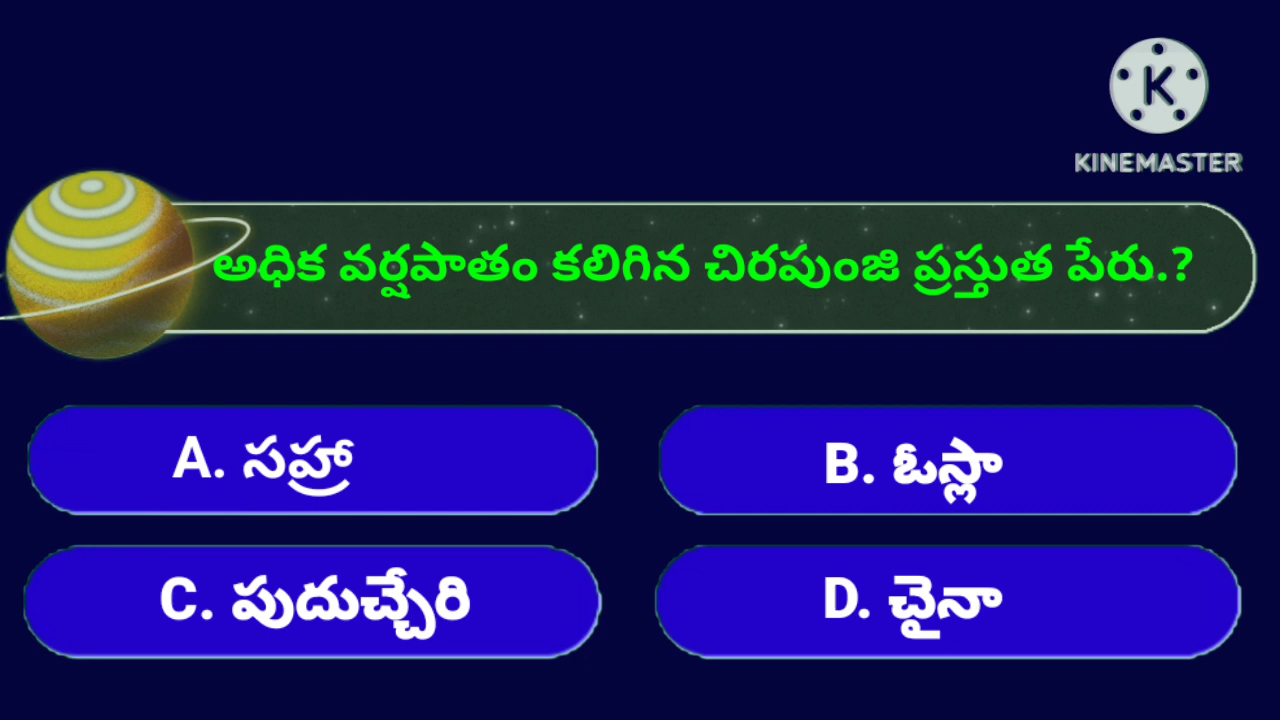 K
KINEMASTER
అధిక వర్షపాతం కలిగిన చిరపుంజి ప్రస్తుత పేరు.?
A. సహ్రా
B. ఓస్లా
C. పుదుచ్చేరి
D. చైనా